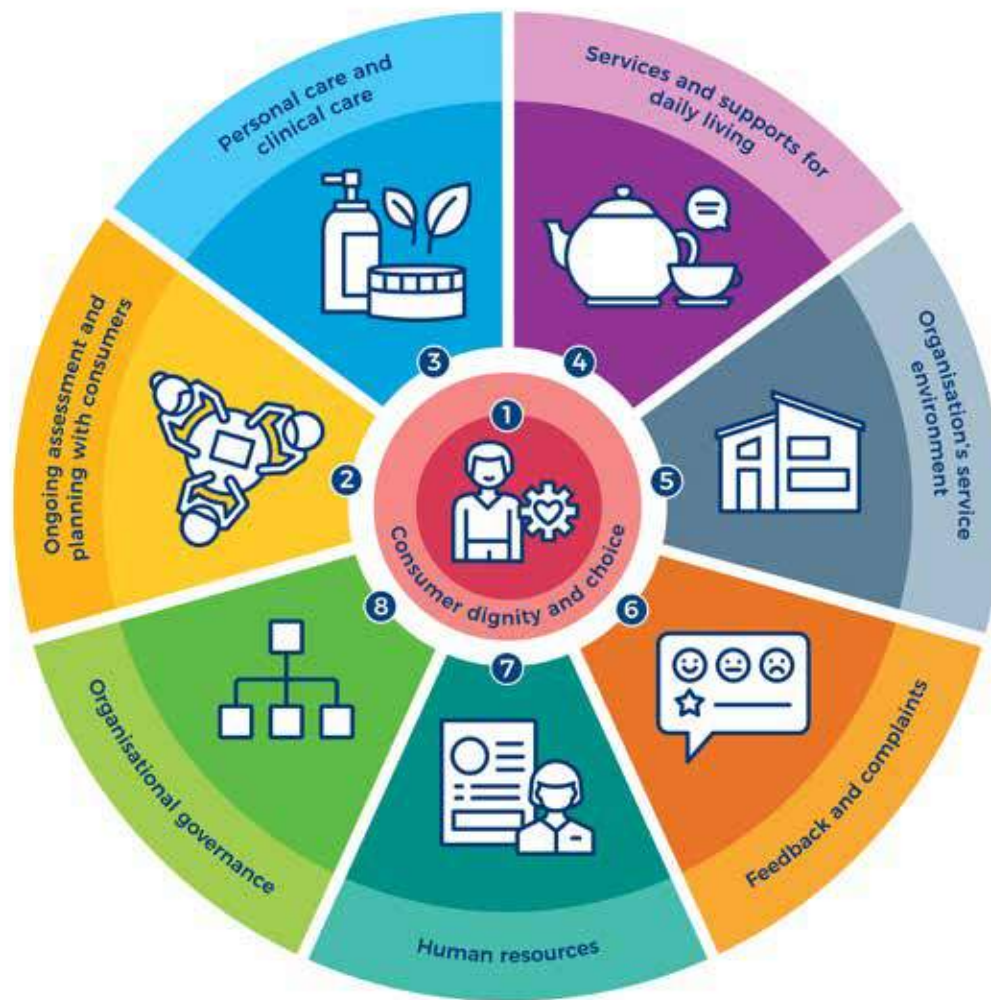 1
Consumer dignity and choice
2
Ongoing assessment and
planning with consumers
3
Personal care and
clinical care
4
Services and supports for
daily living
5
Organisation's service
environment
6
Feedback and complaints
7
Human resources
8
Organisational governance